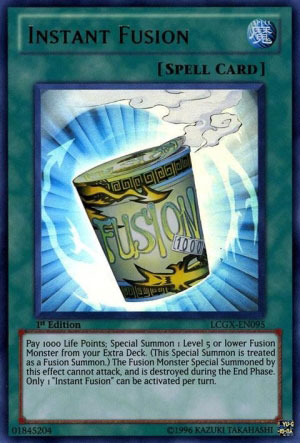 INSTANT FUSION
SPELL
魔
[SPELL CARD]
FUSION
1000
1st Edition
LCGX-EN095
Pay 1000 Life Points; Special Summon 1 Level 5 or lower Fusion
Monster from your Extra Deck. (This Special Summon is treated
as a Fusion Summon.) The Fusion Monster Special Summoned by
this effect cannot attack, and is destroyed during the End Phase.
Only 1 "Instant Fusion" can be activated per turn.
01845204
©1996 KAZUKI TAKAHASHI